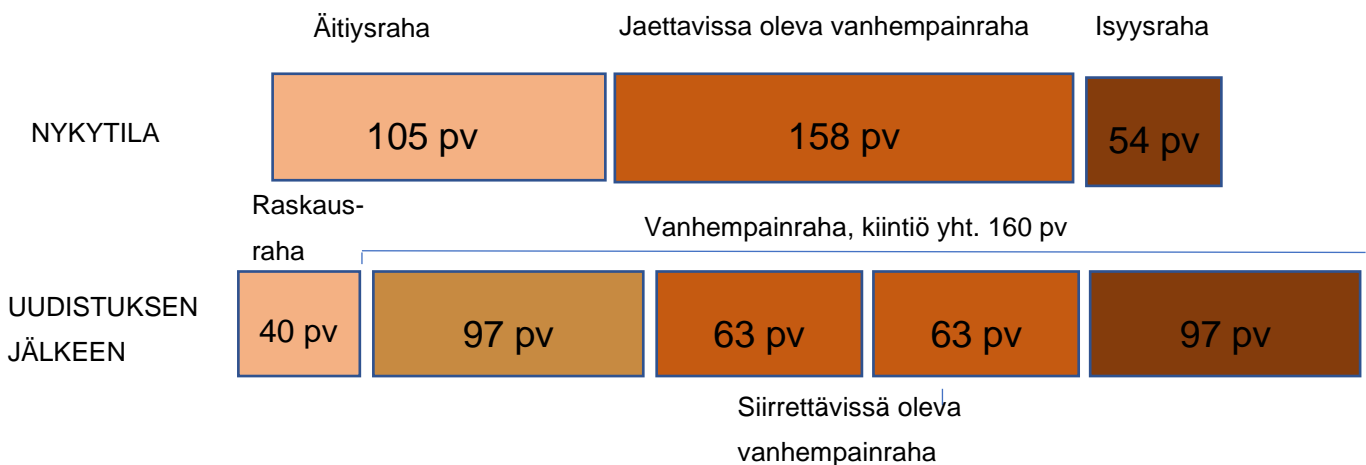 Äitiysraha
Jaettavissa oleva vanhempainraha
Isyysraha
NYKYTILA
105 pv
158 pv
54 pv
Raskaus-
raha
Vanhempainraha, kiintiö yht. 160 pv
UUDISTUKSEN
JÄLKEEN
40 pv
97 pv
63 pv
63 pv
97 pv
Siirrettävissä oleva
vanhempainraha